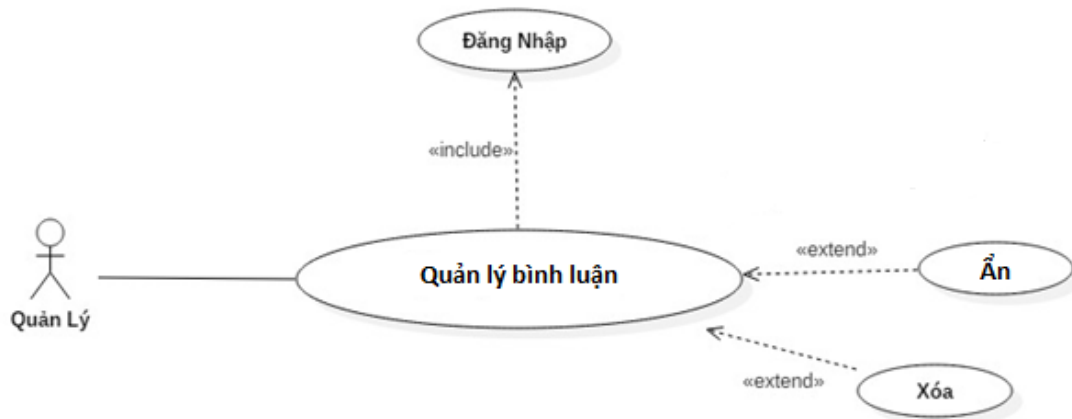 Đăng Nhập
«include»
Quản lý bình luận
«extend»
Ẩn
Quản Lý
«extend»
Xóa